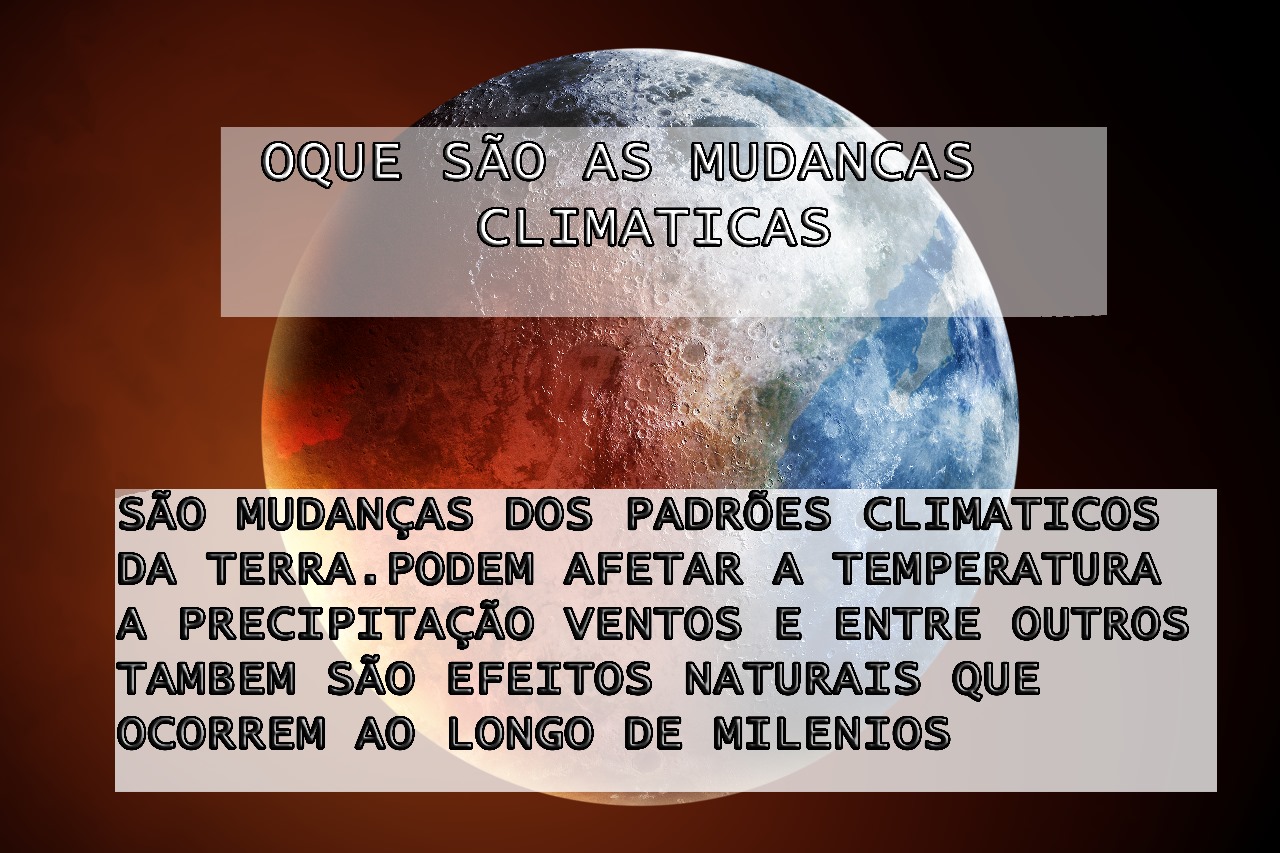 OQUE SÃO AS MUDANCAS
CLIMATICAS
SÃO MUDANÇAS DOS PADRÕES CLIMATICOS
DA TERRA.PODEM AFETAR A TEMPERATURA
A PRECIPITAÇÃO VENTOS E ENTRE OUTROS
TAMBEM SÃO EFEITOS NATURAIS QUE
OCORREM AO LONGO DE MILENIOS